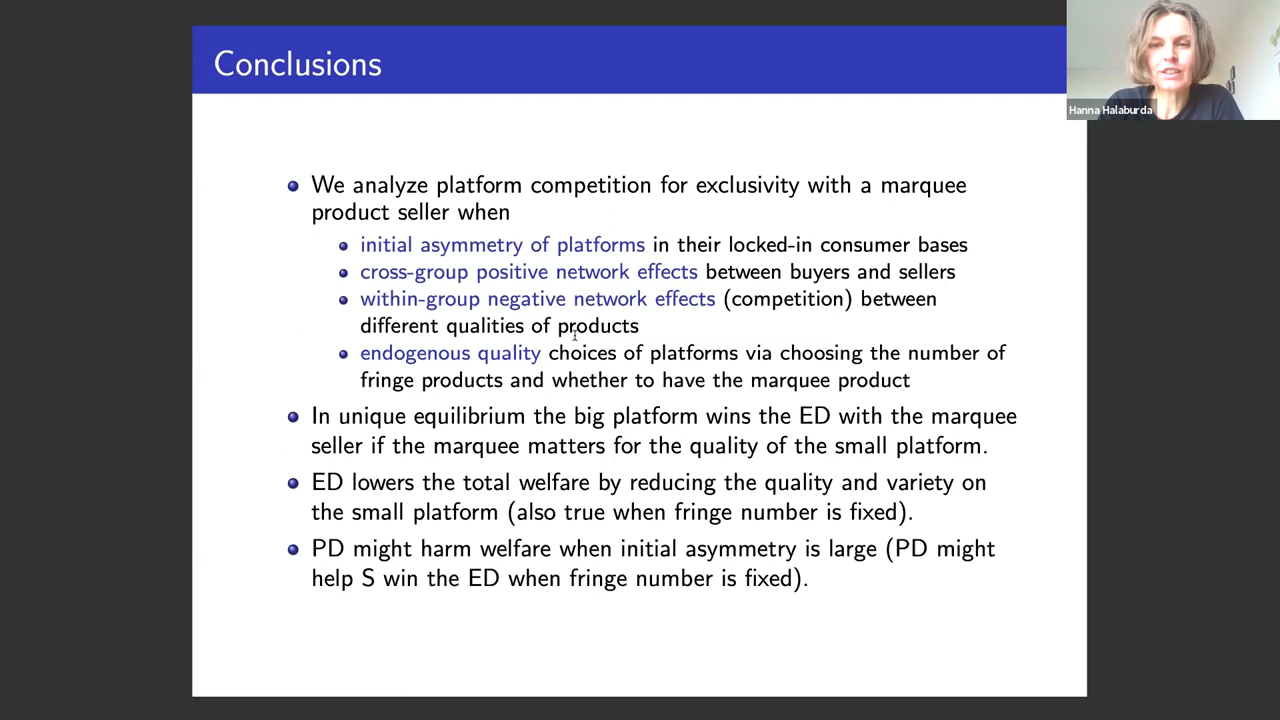 Conclusions
Hanna Halaburda
We analyze platform competition for exclusivity with a marquee
product seller when
initial asymmetry of platforms in their locked-in consumer bases
cross-group positive network effects between buyers and sellers
within-group negative network effects (competition) between
different qualities of products
endogenous quality choices of platforms via choosing the number of
fringe products and whether to have the marquee product
In unique equilibrium the big platform wins the ED with the marquee
seller if the marquee matters for the quality of the small platform.
ED lowers the total welfare by reducing the quality and variety on
the small platform (also true when fringe number is fixed).
PD might harm welfare when initial asymmetry is large (PD might
help S win the ED when fringe number is fixed).